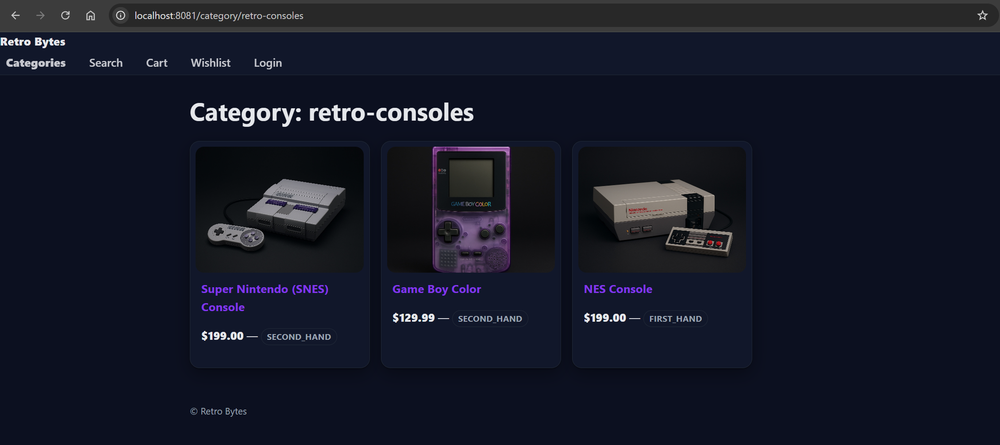 localhost:8081/category/retro-consoles
Retro Bytes
Categories Search Cart Wishlist Login
Category: retro-consoles
GAME BOY COLOR
Nintendo
Super Nintendo (SNES)
Console
$199.00 — SECOND_HAND
Game Boy Color
$129.99 — SECOND_HAND
NES Console
$199.00 — FIRST_HAND
© Retro Bytes